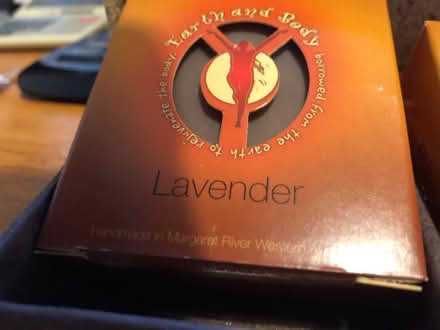 Earth and Body
borrowed from the earth to rejuvenate the body.
Lavender
Handmade in Margaret River Western